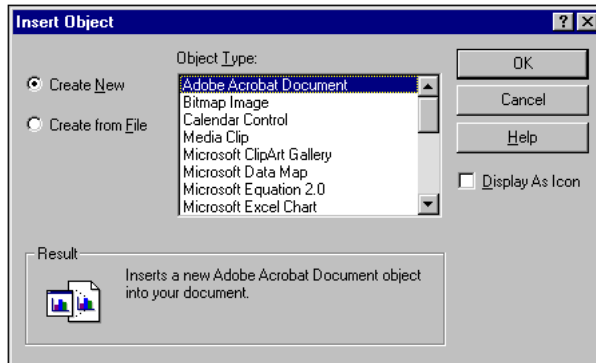 Insert Object
Object Type:
Create New
Create from File
Adobe Acrobat Document
Bitmap Image
Calendar Control
Media Clip
Microsoft ClipArt Gallery
Microsoft Data Map
Microsoft Equation 2.0
Microsoft Excel Chart
OK
Cancel
Help
Display As Icon
Result
Inserts a new Adobe Acrobat Document object
into your document.